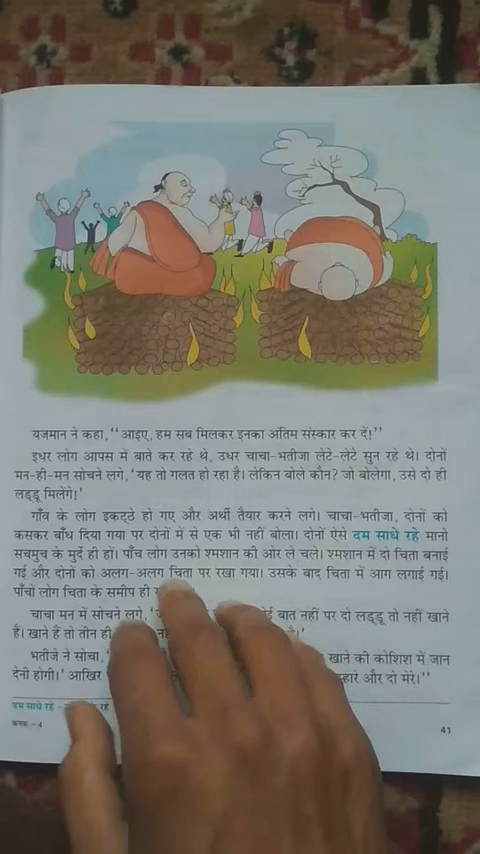 यजमान ने कहा, ‘‘आइए, हम सब मिलकर इनका अंतिम संस्कार कर दें!’’
इधर लोग आपस में बातें कर रहे थे, उधर चाचा-भतीजा लेटे-लेटे सुन रहे थे। दोनों
मन-ही-मन सोचने लगे, ‘यह तो गलत हो रहा है। लेकिन बोले कौन? जो बोलेगा, उसे दो ही
लड्डू मिलेंगे!’
गाँव के लोग इकट्ठे हो गए और अर्थी तैयार करने लगे। चाचा-भतीजा, दोनों को
कसकर बाँध दिया गया पर दोनों में से एक भी नहीं बोला। दोनों ऐसे दम साधे रहे मानो
सचमुच के मुर्दे ही हों। पाँच लोग उनको श्मशान की ओर ले चले। श्मशान में दो चिता बनाई
गई और दोनों को अलग-अलग चिता पर रखा गया। उसके बाद चिता में आग लगाई गई।
पाँचों लोग चिता के समीप ही
चाचा मन में सोचने लगे, बात नहीं पर दो लड्डू तो नहीं खाने
हैं। खाने हैं तो तीन ही
भतीजे ने सोचा, खाने की कोशिश में जान
देनी होगी।’ आखिर और दो मेरे।’’
दम साधे रहे रहे
कनक-4
41